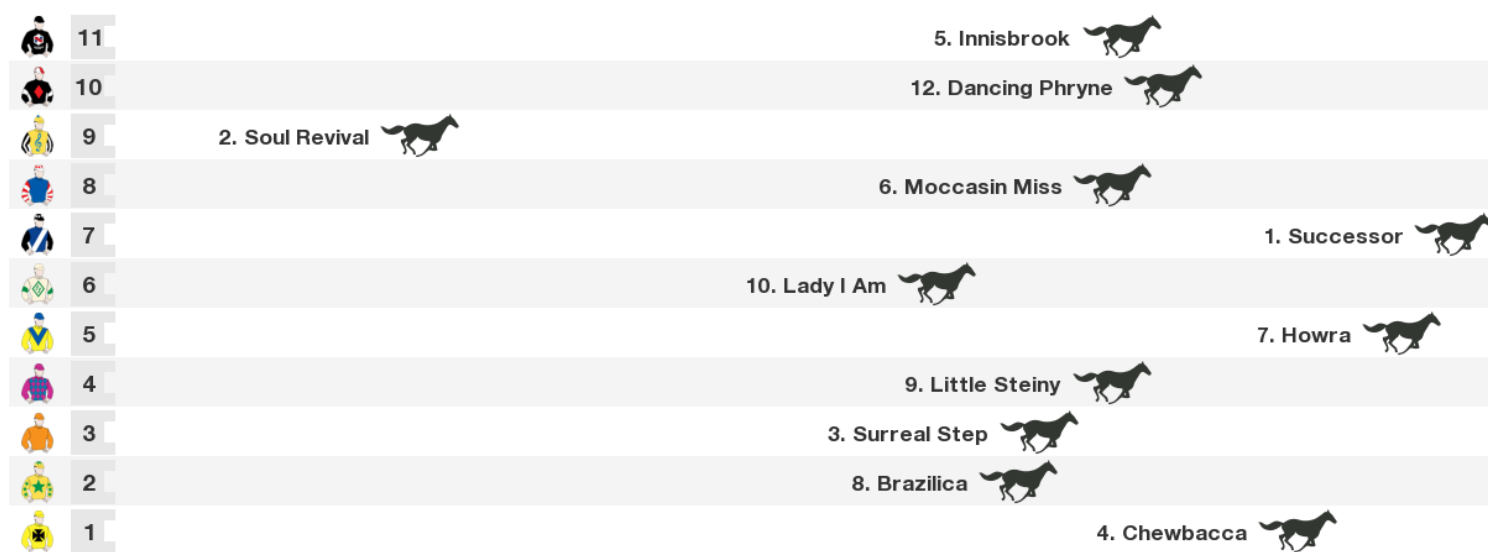 11 5. Innisbrook
10 12. Dancing Phryne
9 2. Soul Revival
8 6. Moccasin Miss
7 1. Successor
6 10. Lady I Am
5 7. Howra
4 9. Little Steiny
3 3. Surreal Step
2 8. Brazilica
1 4. Chewbacca